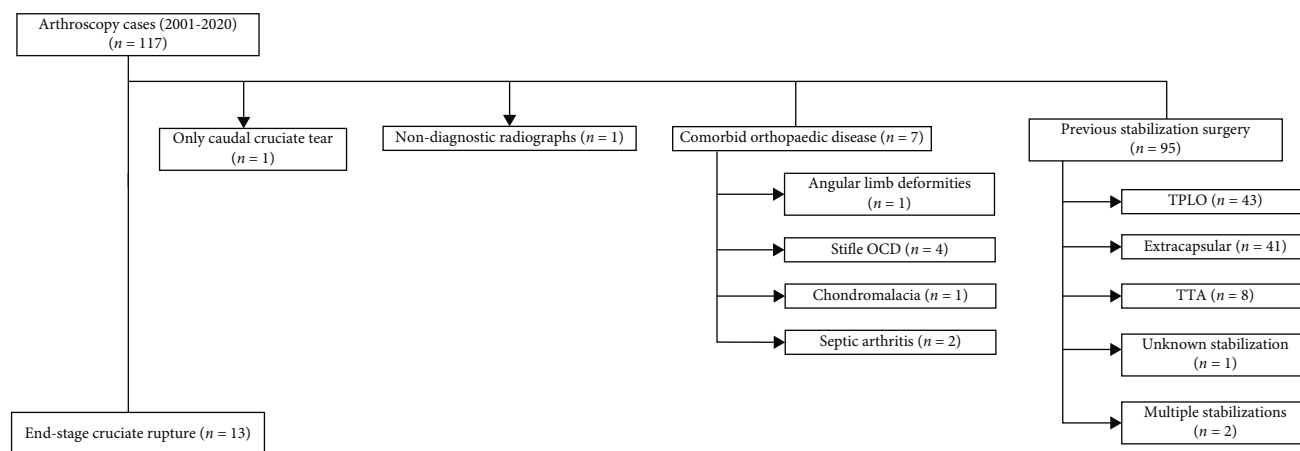 Arthroscopy cases (2001-2020)
(n = 117)
Only caudal cruciate tear
(n = 1)
Non-diagnostic radiographs (n = 1)
Comorbid orthopaedic disease (n = 7)
Previous stabilization surgery
(n = 95)
Angular limb deformities
(n = 1)
Stifle OCD (n = 4)
Chondromalacia (n = 1)
Septic arthritis (n = 2)
TPLO (n = 43)
Extracapsular (n = 41)
TTA (n = 8)
Unknown stabilization
(n = 1)
Multiple stabilizations
(n = 2)
End-stage cruciate rupture (n = 13)